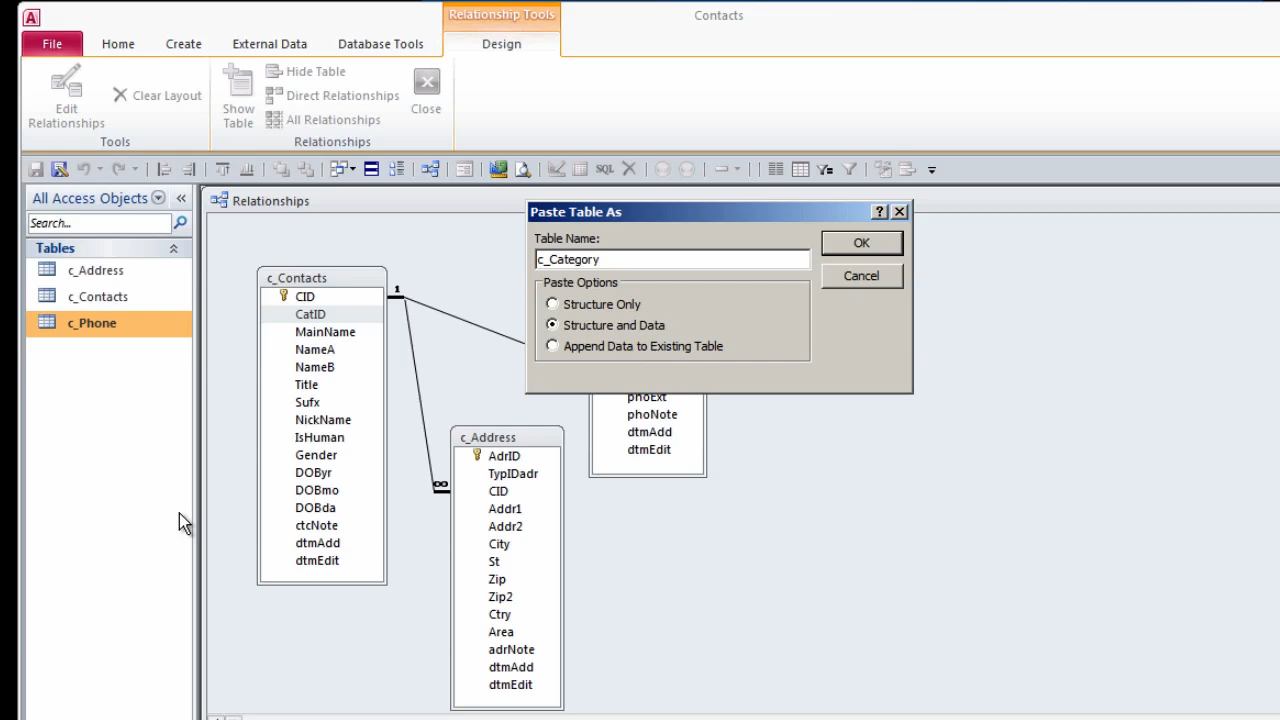 Relationship Tools
Contacts
File
Home
Create
External Data
Database Tools
Design
Edit
Relationships
Clear Layout
Tools
Show
Table
Hide Table
Direct Relationships
All Relationships
Close
Relationships
SQL
All Access Objects
Search...
Tables
c_Address
c_Contacts
c_Phone
Relationships
c_Contacts
CID
CatID
MainName
NameA
NameB
Title
Sufx
NickName
IsHuman
Gender
DOByr
DOBmo
DOBda
ctcNote
dtmAdd
dtmEdit
1
∞
c_Address
AdrID
TypIDadr
CID
Addr1
Addr2
City
St
Zip
Zip2
Ctry
Area
adrNote
dtmAdd
dtmEdit
Paste Table As
Table Name:
c_Category
Paste Options
Structure Only
Structure and Data
Append Data to Existing Table
OK
Cancel
phoExt
phoNote
dtmAdd
dtmEdit